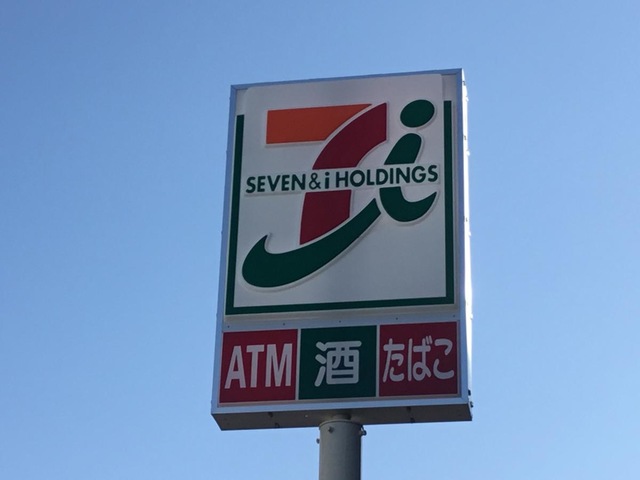 SEVEN&i HOLDINGS
ATM 酒 たばこ